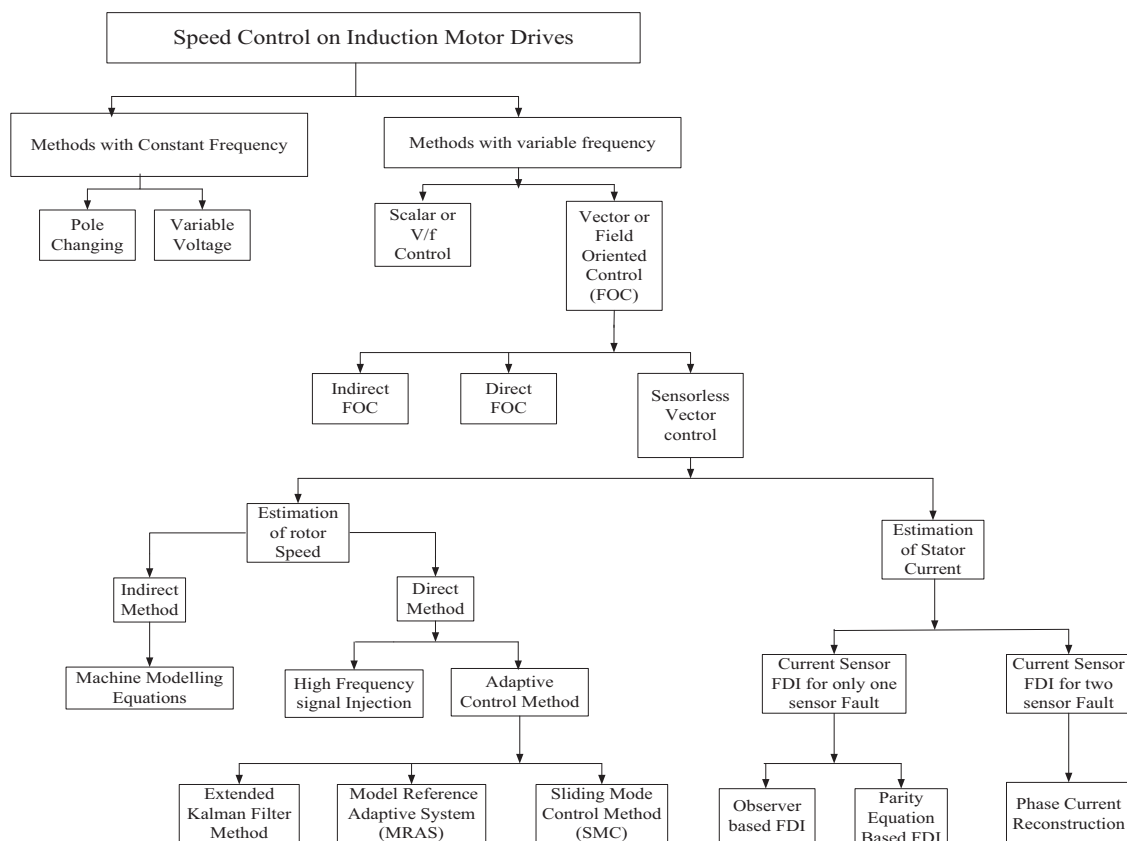 Speed Control on Induction Motor Drives
Methods with Constant Frequency
Methods with variable frequency
Pole
Changing
Variable
Voltage
Scalar or
V/f
Control
Vector or
Field
Oriented
Control
(FOC)
Indirect
FOC
Direct
FOC
Sensorless
Vector
control
Estimation
of rotor
Speed
Estimation
of Stator
Current
Indirect
Method
Direct
Method
Machine Modelling
Equations
High Frequency
signal Injection
Adaptive
Control Method
Current Sensor
FDI for only one
sensor Fault
Current Sensor
FDI for two
sensor Fault
Extended
Kalman Filter
Method
Model Reference
Adaptive System
(MRAS)
Sliding Mode
Control Method
(SMC)
Observer
based FDI
Parity
Equation
Based FDI
Phase Current
Reconstruction